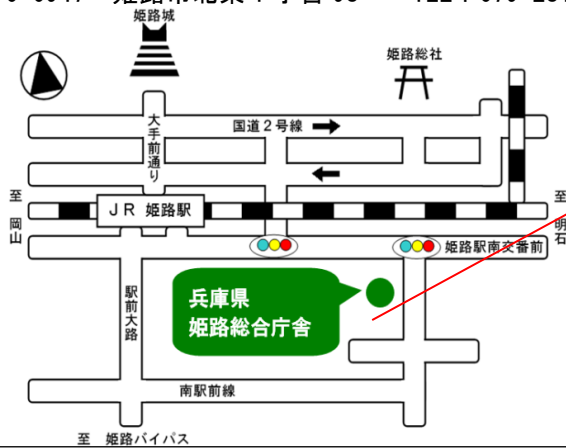 姫路城
姫路総社
国道２号線
大手前通り
至 岡山
ＪＲ 姫路駅
至 明石
姫路駅南交番前
駅前大路
兵庫県
姫路総合庁舎
南駅前線
至 姫路バイパス